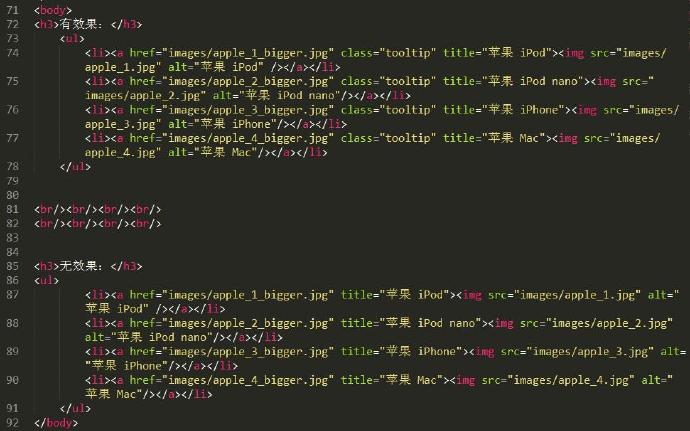 71 <body>
72 <h3>有效果：</h3>
73 <ul>
74 <li><a href="images/apple_1_bigger.jpg" class="tooltip" title="苹果 iPod"><img src="images/
apple_1.jpg" alt="苹果 iPod" /></a></li>
75 <li><a href="images/apple_2_bigger.jpg" class="tooltip" title="苹果 iPod nano"><img src="
images/apple_2.jpg" alt="苹果 iPod nano"/></a></li>
76 <li><a href="images/apple_3_bigger.jpg" class="tooltip" title="苹果 iPhone"><img src="images/
apple_3.jpg" alt="苹果 iPhone"/></a></li>
77 <li><a href="images/apple_4_bigger.jpg" class="tooltip" title="苹果 Mac"><img src="images/
apple_4.jpg" alt="苹果 Mac"/></a></li>
78 </ul>
79
80
81 <br/><br/><br/><br/>
82 <br/><br/><br/><br/>
83
84
85 <h3>无效果：</h3>
86 <ul>
87 <li><a href="images/apple_1_bigger.jpg" title="苹果 iPod"><img src="images/apple_1.jpg" alt="
苹果 iPod" /></a></li>
88 <li><a href="images/apple_2_bigger.jpg" title="苹果 iPod nano"><img src="images/apple_2.jpg"
alt="苹果 iPod nano"/></a></li>
89 <li><a href="images/apple_3_bigger.jpg" title="苹果 iPhone"><img src="images/apple_3.jpg" alt=
"苹果 iPhone"/></a></li>
90 <li><a href="images/apple_4_bigger.jpg" title="苹果 Mac"><img src="images/apple_4.jpg" alt="
苹果 Mac"/></a></li>
91 </ul>
92 </body>